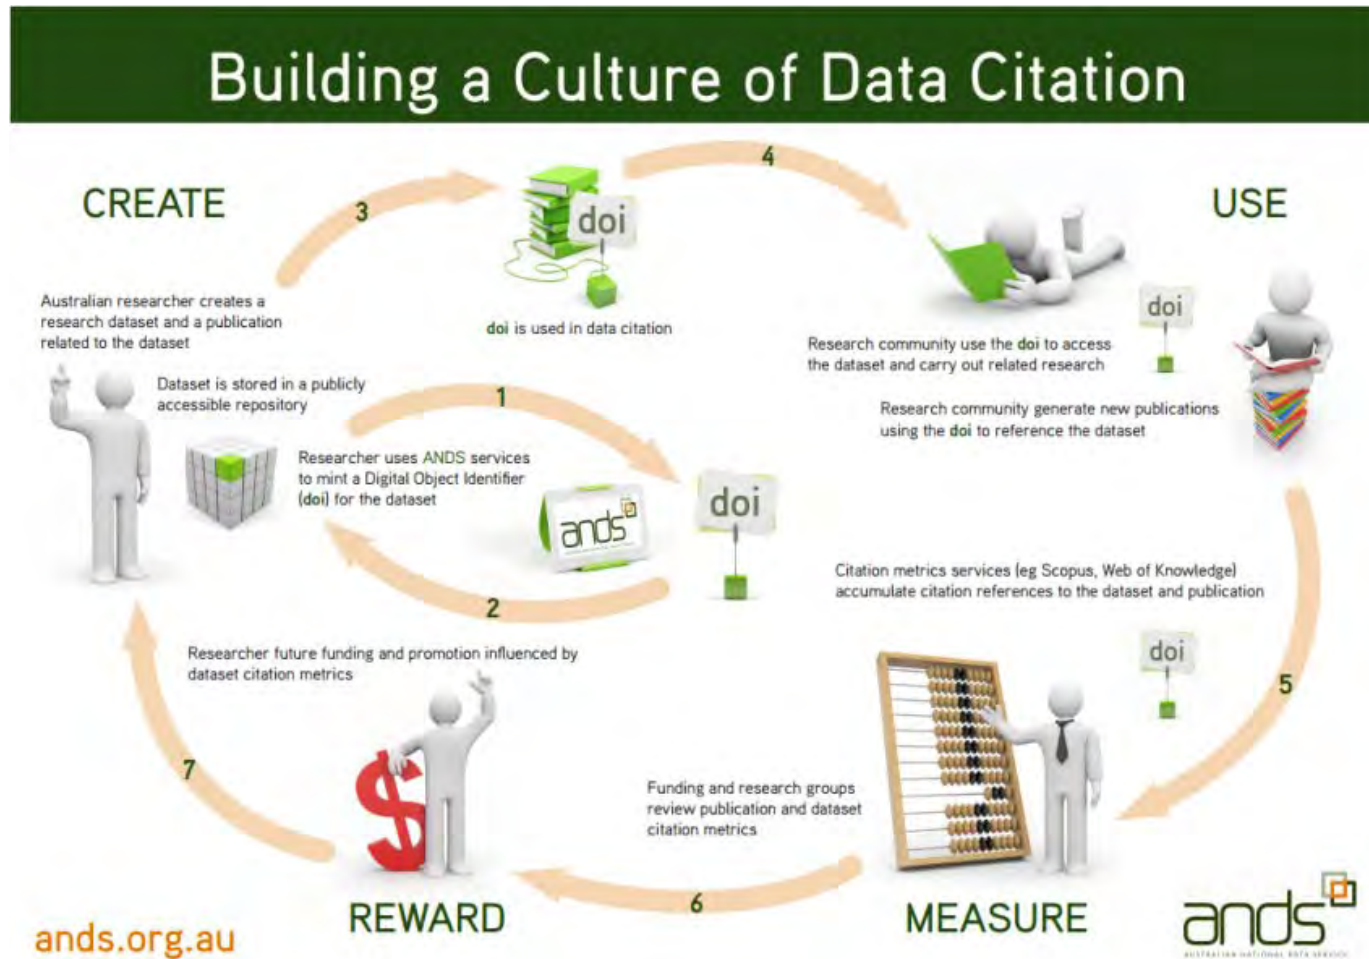 Building a Culture of Data Citation
CREATE
3
doi
doi is used in data citation
4
USE
Australian researcher creates a
research dataset and a publication
related to the dataset
Dataset is stored in a publicly
accessible repository
Researcher uses ANDS services
to mint a Digital Object Identifier
(doi) for the dataset
1
ands
doi
2
doi
Research community use the doi to access
the dataset and carry out related research
Research community generate new publications
using the doi to reference the dataset
5
Citation metrics services (eg Scopus, Web of Knowledge)
accumulate citation references to the dataset and publication
doi
MEASURE
Funding and research groups
review publication and dataset
citation metrics
6
Researcher future funding and promotion influenced by
dataset citation metrics
REWARD
7
ands.org.au
ands
AUSTRALIAN NATIONAL DATA SERVICE